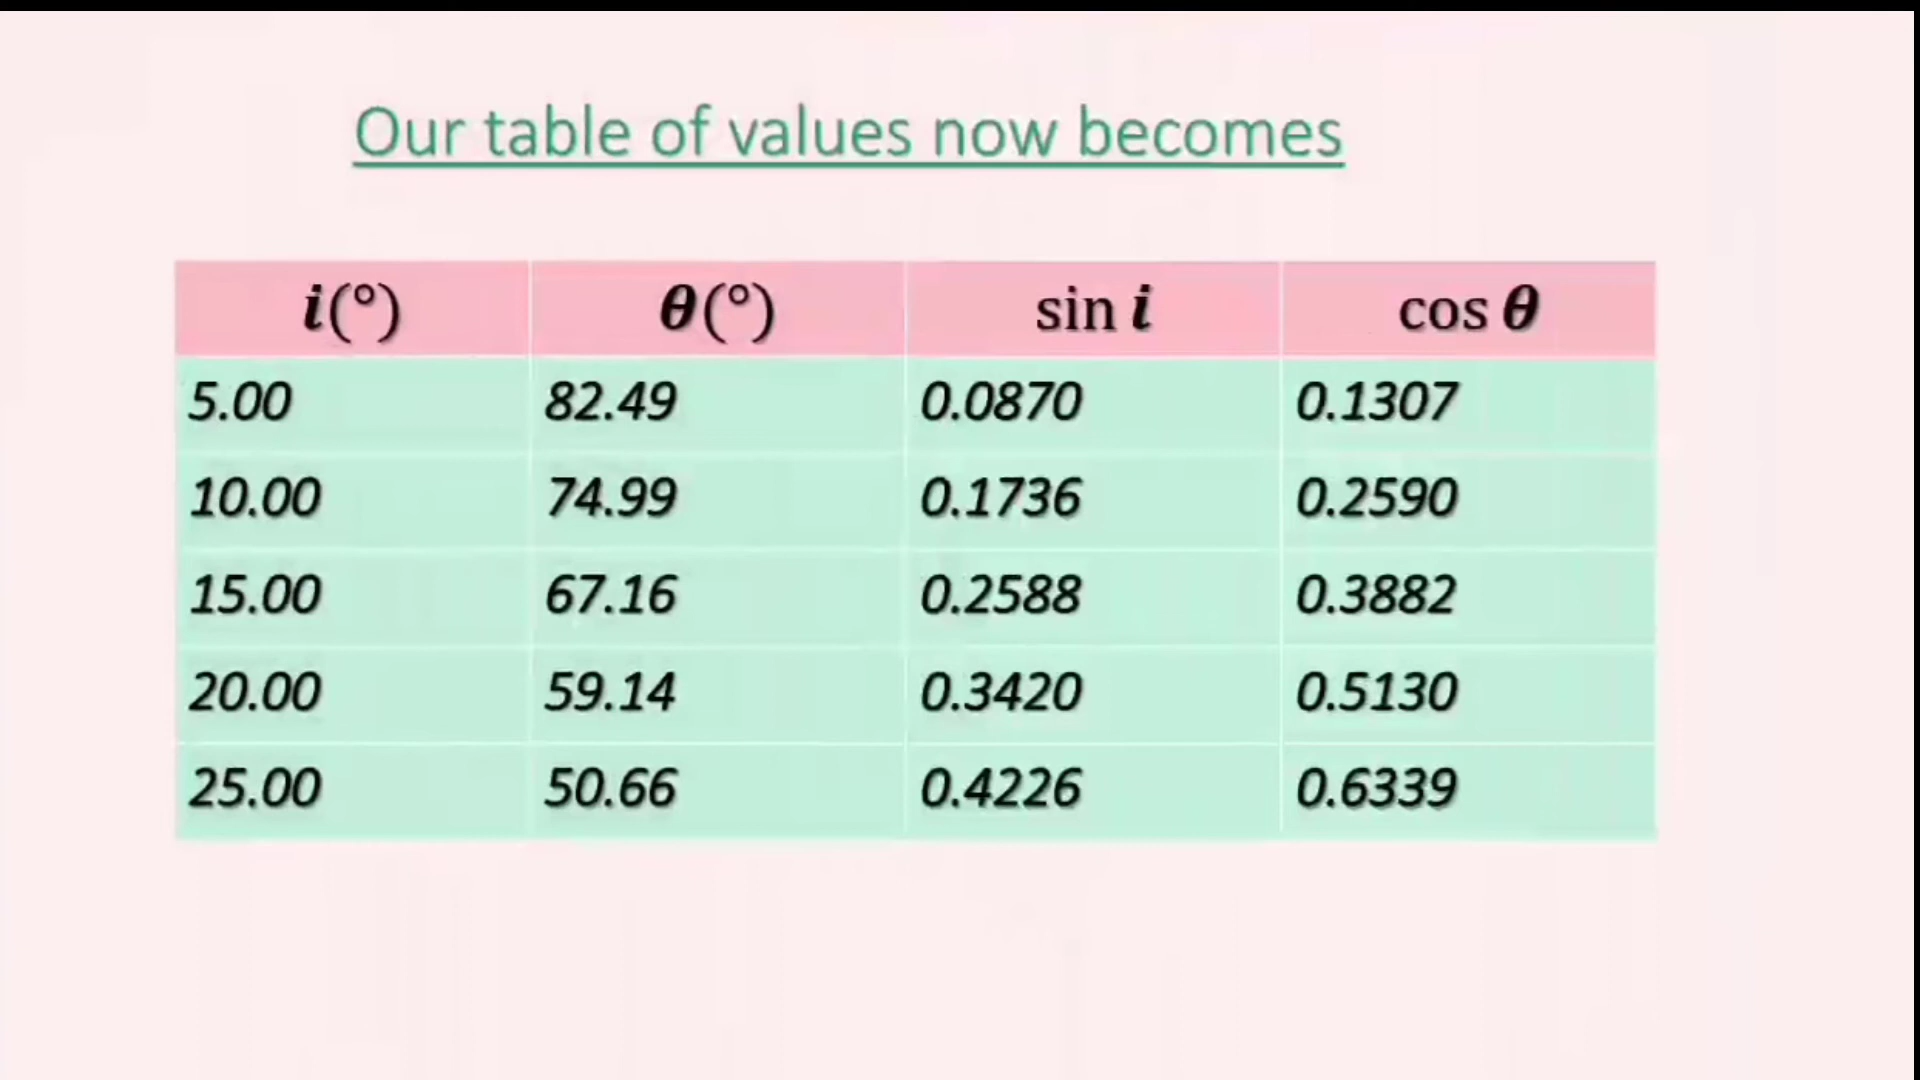 Our table of values now becomes
i(°) θ(°) sin i cos θ
5.00 82.49 0.0870 0.1307
10.00 74.99 0.1736 0.2590
15.00 67.16 0.2588 0.3882
20.00 59.14 0.3420 0.5130
25.00 50.66 0.4226 0.6339